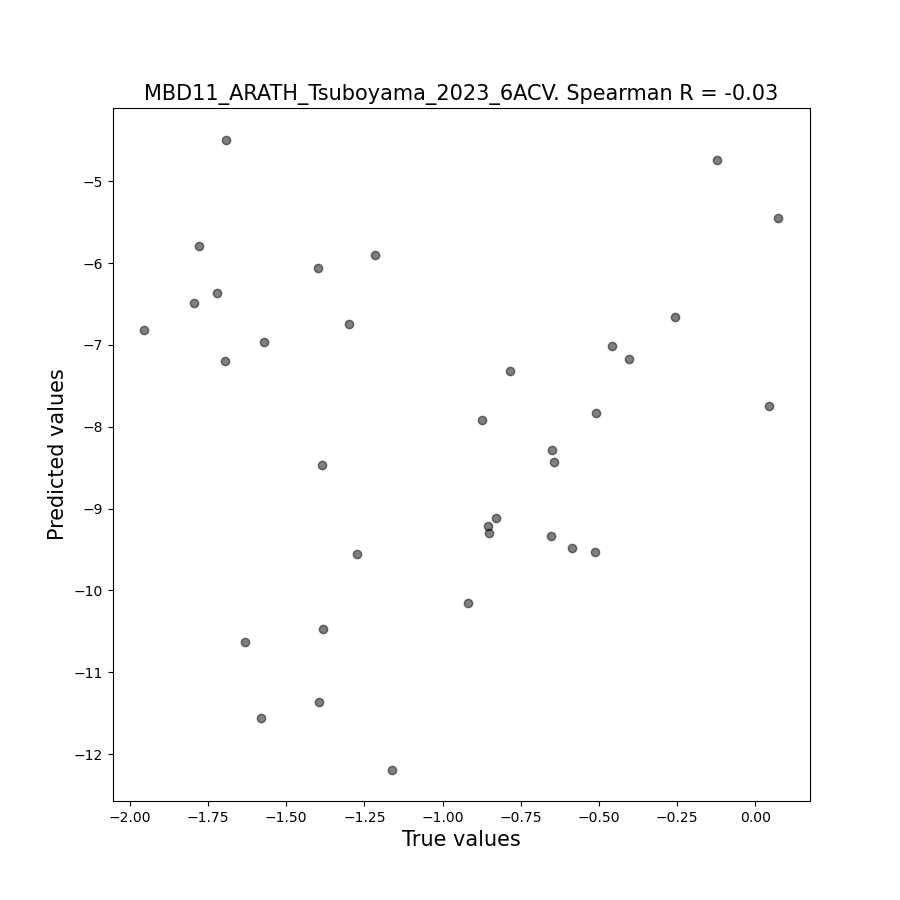 MBD11_ARATH_Tsuboyama_2023_6ACV. Spearman R = -0.03
−5
−6
−7
−8
−9
−10
−11
−12
Predicted values
−2.00 −1.75 −1.50 −1.25 −1.00 −0.75 −0.50 −0.25 0.00
True values